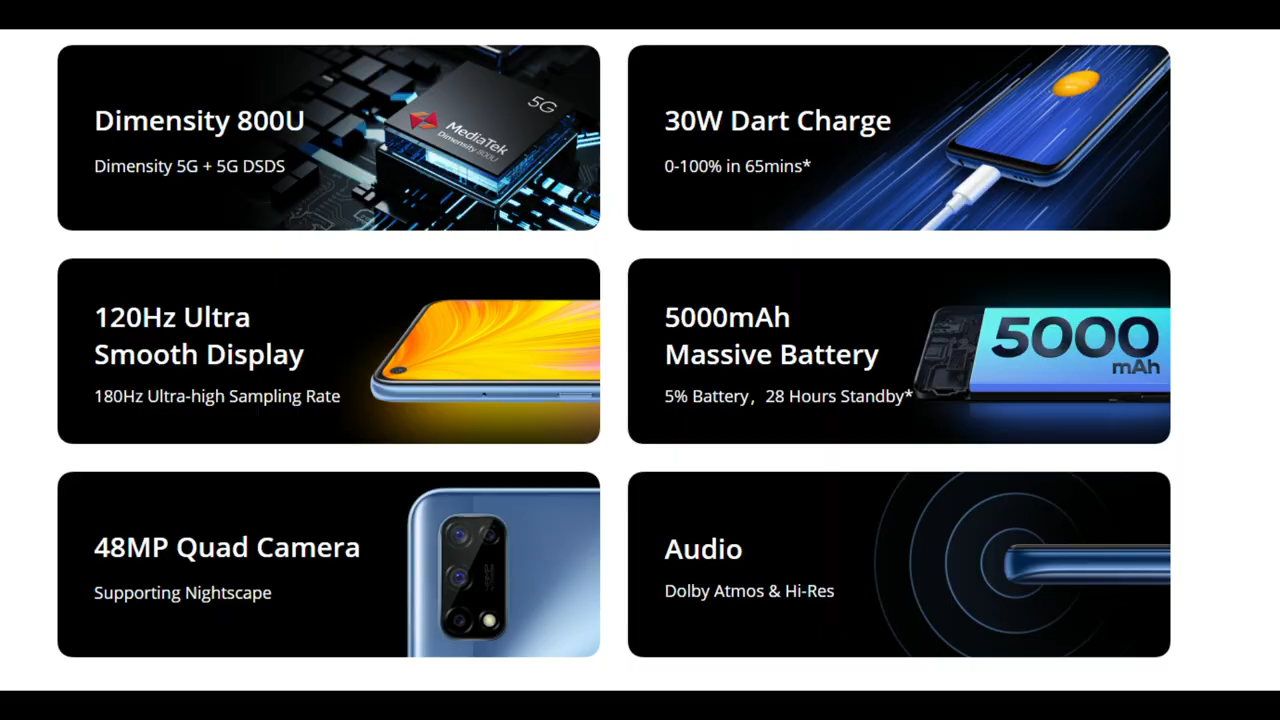 Dimensity 800U
Dimensity 5G + 5G DSDS
5G
MediaTek
Dimensity 800U
30W Dart Charge
0-100% in 65mins*
120Hz Ultra
Smooth Display
180Hz Ultra-high Sampling Rate
5000mAh
Massive Battery
5% Battery，28 Hours Standby*
5000
mAh
48MP Quad Camera
Supporting Nightscape
Audio
Dolby Atmos & Hi-Res